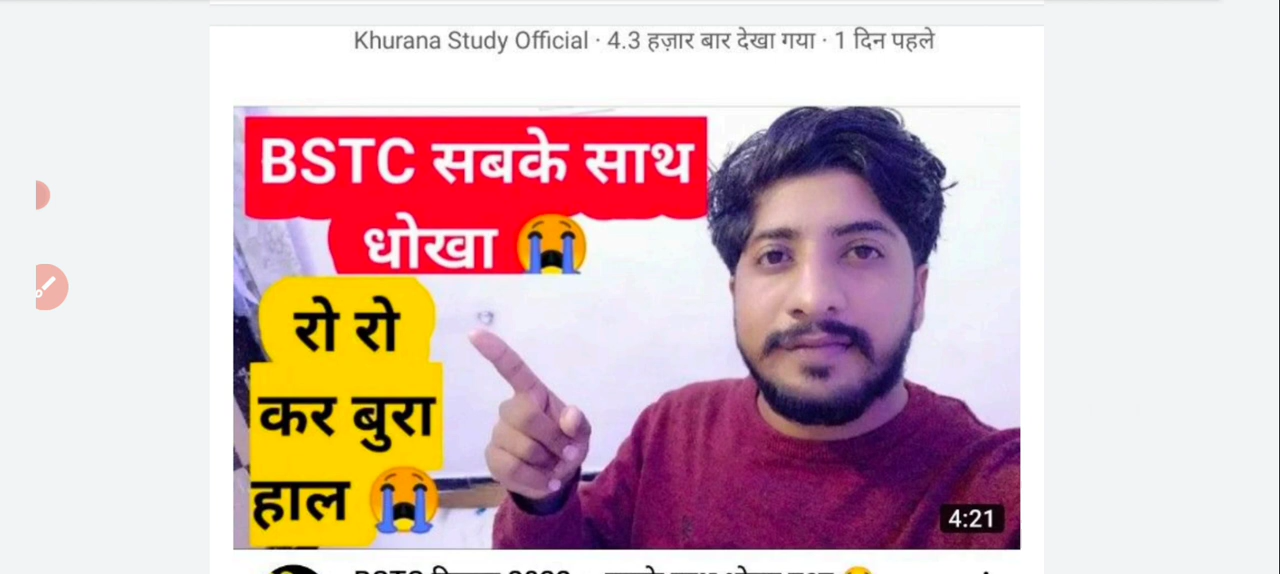 Khurana Study Official · 4.3 हज़ार बार देखा गया · 1 दिन पहले
BSTC सबके साथ
धोखा 😭
रो रो
कर बुरा
हाल 😭
4:21